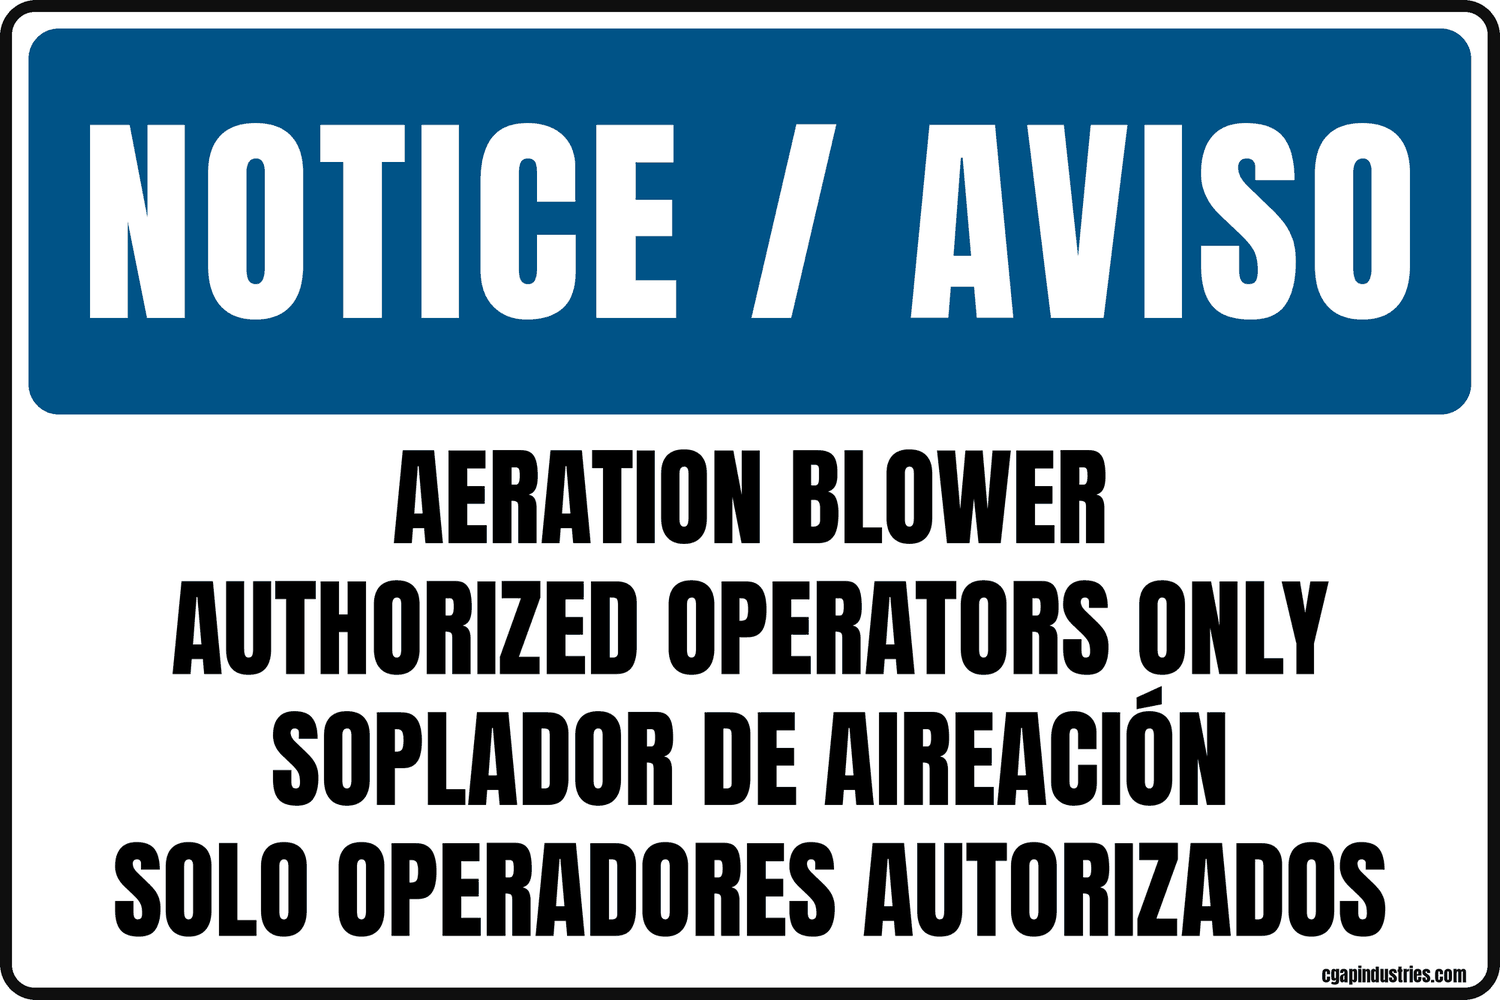 NOTICE / AVISO
AERATION BLOWER
AUTHORIZED OPERATORS ONLY
SOPLADOR DE AIREACIÓN
SOLO OPERADORES AUTORIZADOS
cgapindustries.com